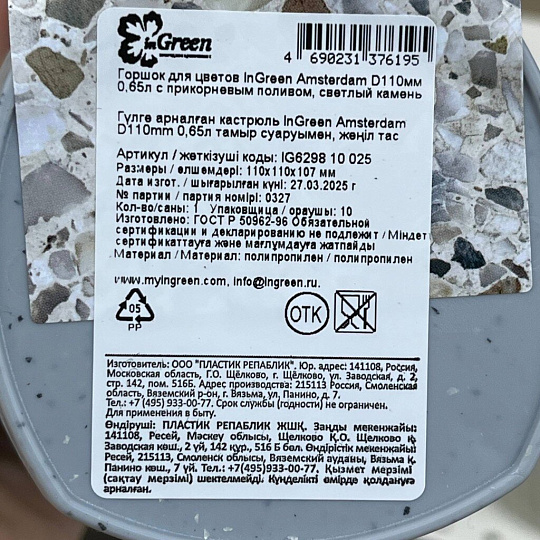 inGreen
4 690231 376195
Горшок для цветов InGreen Amsterdam D110мм
0,65л с прикорневым поливом, светлый камень
Гүлге арналған кастрюль InGreen Amsterdam
D110mm 0,65л тамыр суаруымен, жеңіл тас
Артикул / жеткізуші коды: IG6298 10 025
Размеры / өлшемдері: 110х110х107 мм
Дата изгот. / шығарылған күні: 27.03.2025 г
№ партии / партия номірі: 0327
Кол-во/саны: 1 Упаковщица / ораушы: 10
Изготовлено: ГОСТ Р 50962-96 Обязательной
сертификации и декларированию не подлежит / Міндет
сертификаттауға және мағлұмдауға жатпайды
Материал / Материал: полипропилен / полипропилен
www.myingreen.com, info@ingreen.ru.
05
PP
ОТК
Изготовитель: ООО "ПЛАСТИК РЕПАБЛИК". Юр. адрес: 141108, Россия,
Московская область, Г.О. Щёлково, г. Щёлково, ул. Заводская, д. 2,
стр. 142, пом. 516Б. Адрес производства: 215113 Россия, Смоленская
область, Вяземский р-он, г. Вязьма, ул. Панино, д. 7.
Тел.: +7 (495) 933-00-77. Срок службы (годности) не ограничен.
Для применения в быту.
Өндіруші: ПЛАСТИК РЕПАБЛИК ЖШҚ. Заңды мекенжайы:
141108, Ресей, Мәскеу облысы, Щелково Қ.О. Щелково қ.
Заводская көш., 2 үй, 142 құр., 516 Б бөл. Өндірістік мекенжайы:
Ресей, 215113, Смоленск облысы, Вяземский ауданы, Вязьма қ.
Панино көш., 7 үй. Тел.: +7(495)933-00-77. Қызмет мерзімі
(сақтау мерзімі) шектелмейді. Күнделікті өмірде қолдануға
арналған.